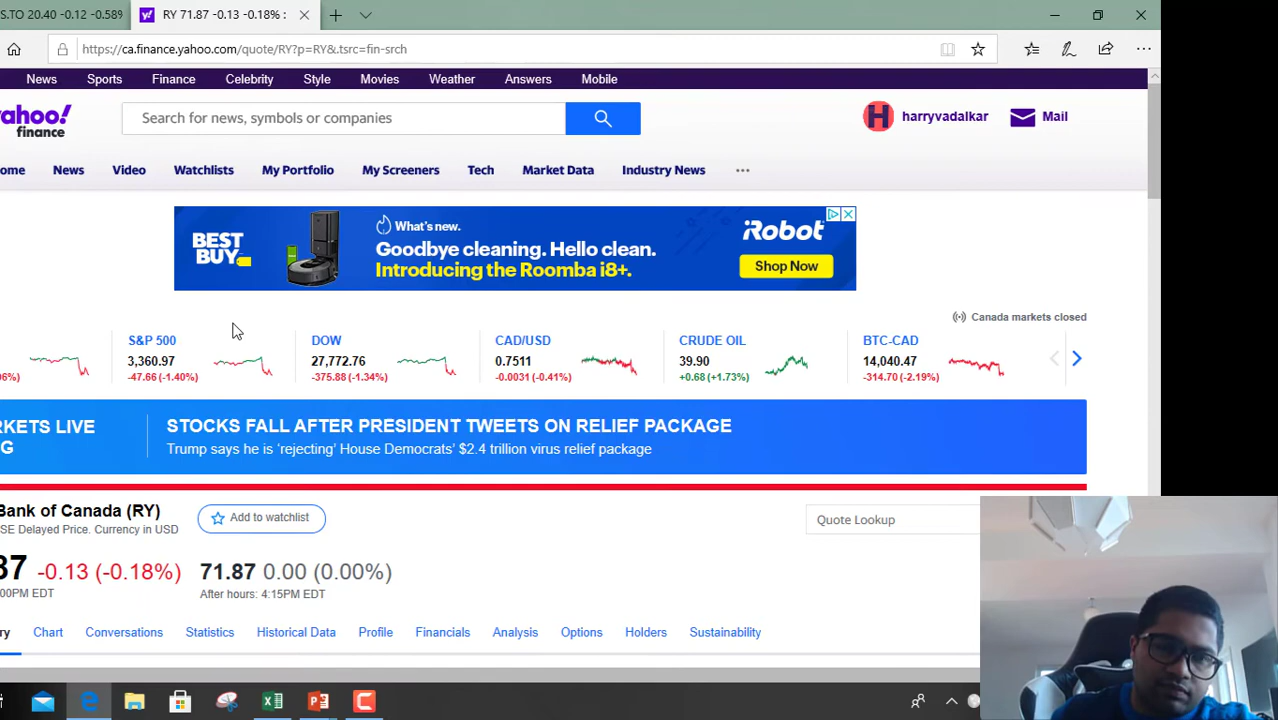 S.TO 20.40 -0.12 -0.589
RY 71.87 -0.13 -0.18% :
https://ca.finance.yahoo.com/quote/RY?p=RY&.tsrc=fin-srch
News Sports Finance Celebrity Style Movies Weather Answers Mobile
yahoo!
finance
Search for news, symbols or companies
H harryvadalkar Mail
ome News Video Watchlists My Portfolio My Screeners Tech Market Data Industry News ...
BEST
BUY
What's new.
Goodbye cleaning. Hello clean.
Introducing the Roomba i8+.
iRobot
Shop Now
Canada markets closed
S&P 500 DOW CAD/USD CRUDE OIL BTC-CAD
3,360.97 27,772.76 0.7511 39.90 14,040.47
06%) -47.66 (-1.40%) -375.88 (-1.34%) -0.0031 (-0.41%) +0.68 (+1.73%) -314.70 (-2.19%)
RKETS LIVE
G
STOCKS FALL AFTER PRESIDENT TWEETS ON RELIEF PACKAGE
Trump says he is ‘rejecting’ House Democrats’ $2.4 trillion virus relief package
Bank of Canada (RY)
SE Delayed Price. Currency in USD
Add to watchlist
Quote Lookup
87 -0.13 (-0.18%) 71.87 0.00 (0.00%)
00PM EDT After hours: 4:15PM EDT
ry Chart Conversations Statistics Historical Data Profile Financials Analysis Options Holders Sustainability